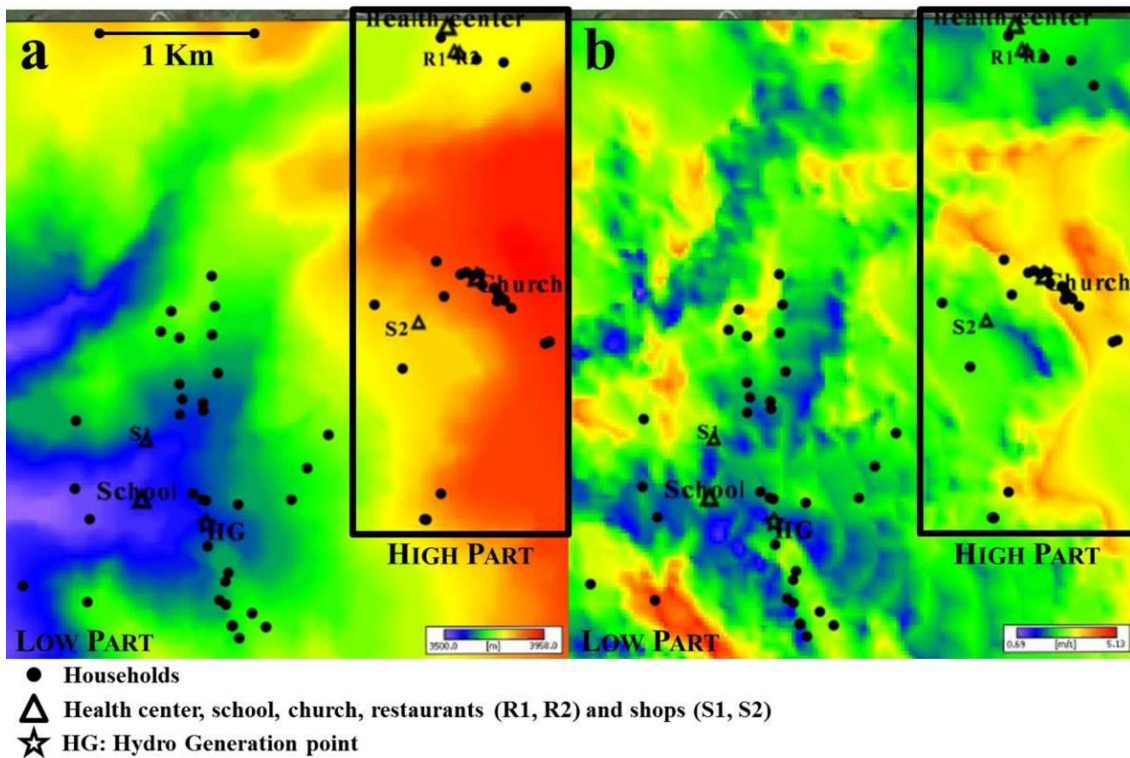 Health center
a
1 Km
R1 R2
Church
S2
S1
School
HG
HIGH PART
LOW PART
3500.0 [m] 3958.0
Health center
b
R1 R2
Church
S2
S1
School
HG
HIGH PART
LOW PART
0.69 [m/s] 5.13
Households
Health center, school, church, restaurants (R1, R2) and shops (S1, S2)
HG: Hydro Generation point